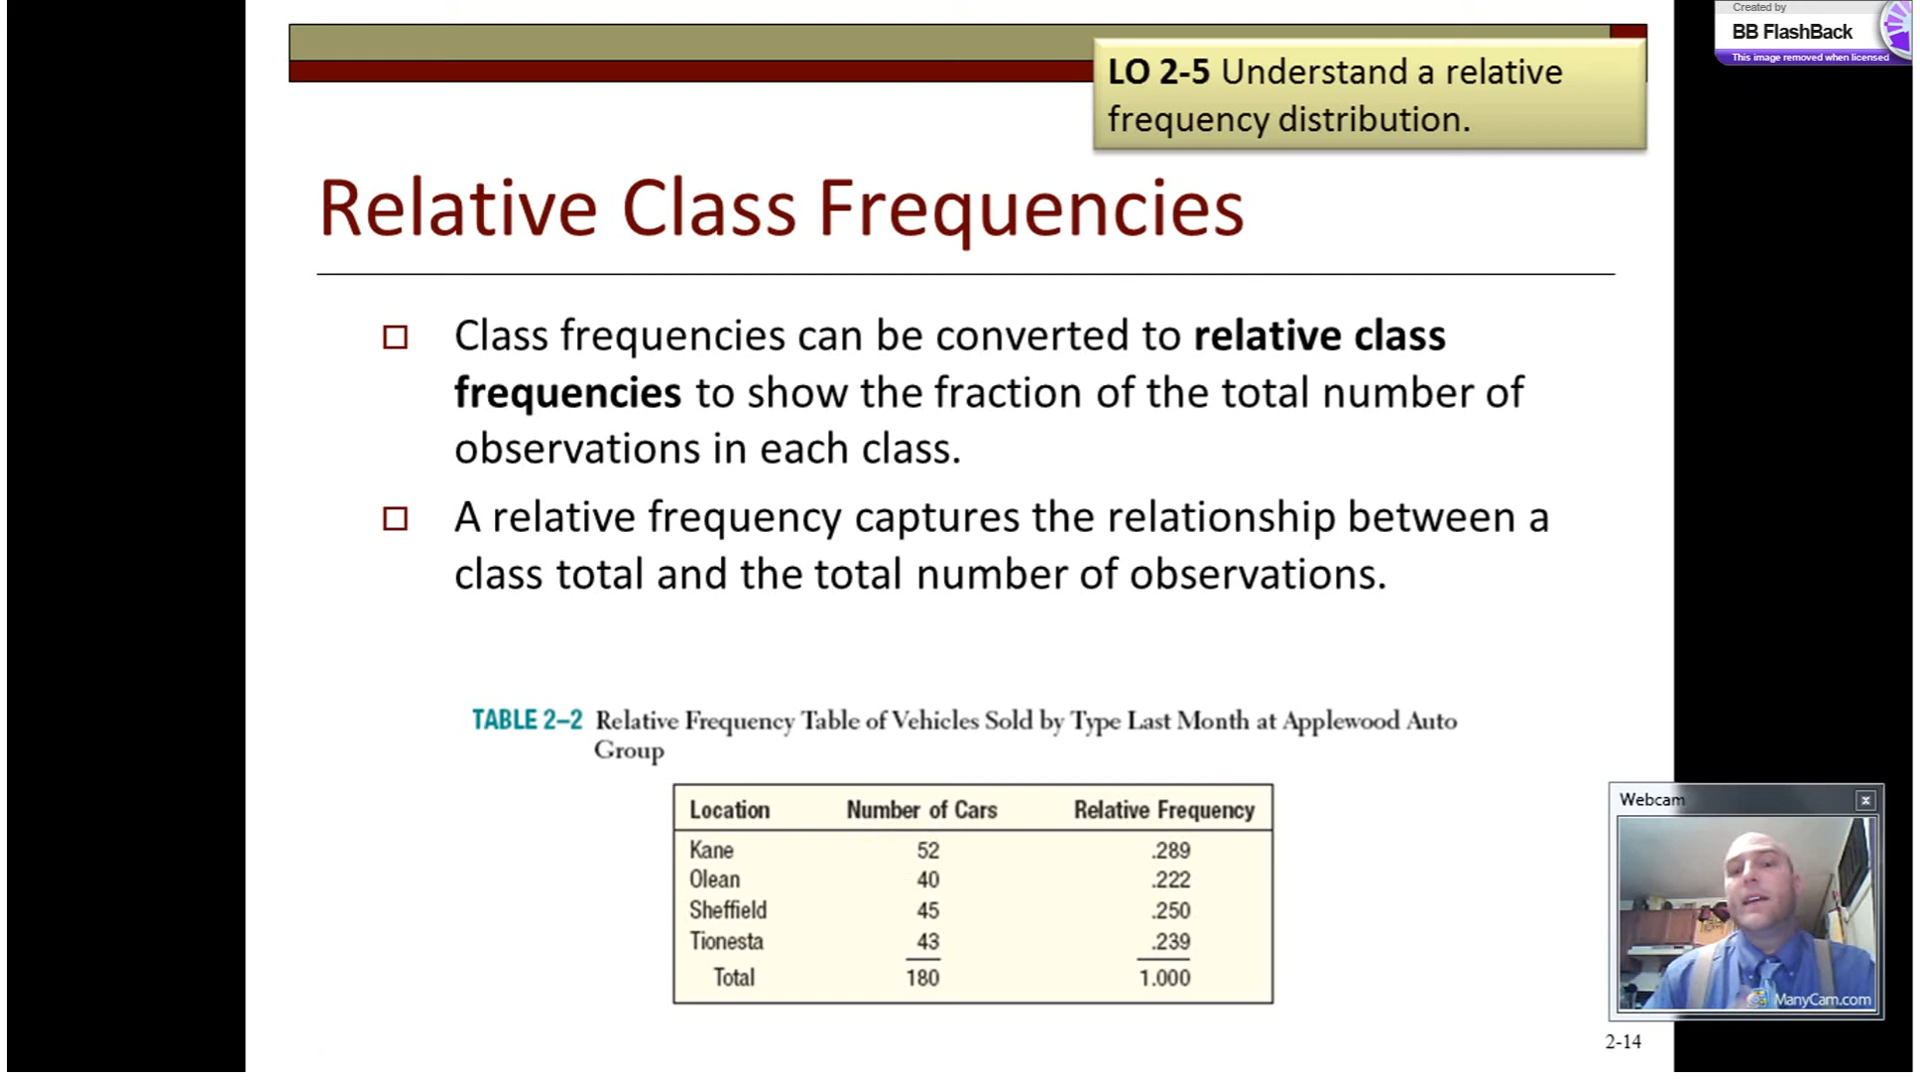 Created by
BB FlashBack
This image removed when licensed
LO 2-5 Understand a relative
frequency distribution.
Relative Class Frequencies
Class frequencies can be converted to relative class
frequencies to show the fraction of the total number of
observations in each class.
A relative frequency captures the relationship between a
class total and the total number of observations.
TABLE 2–2 Relative Frequency Table of Vehicles Sold by Type Last Month at Applewood Auto
Group
Location Number of Cars Relative Frequency
Kane 52 .289
Olean 40 .222
Sheffield 45 .250
Tionesta 43 .239
Total 180 1.000
Webcam x
ManyCam.com
2-14